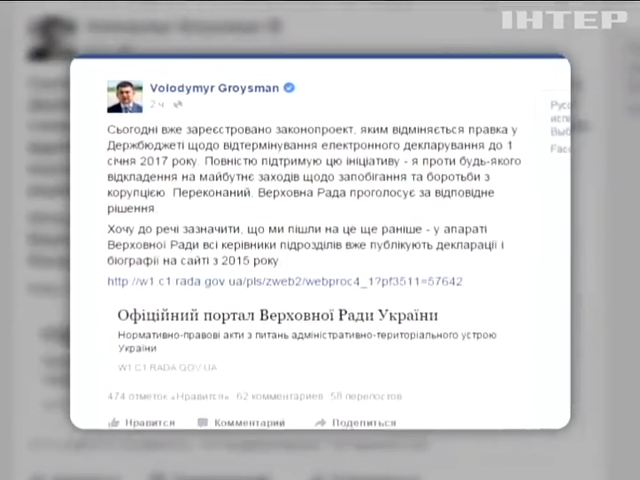 ІНТЕР
Volodymyr Groysman
2 ч
Сьогодні вже зареєстровано законопроект, яким відміняється правка у
Держбюджеті щодо відтермінування електронного декларування до 1
січня 2017 року. Повністю підтримую цю ініціативу - я проти будь-якого
відкладення на майбутнє заходів щодо запобігання та боротьби з
корупцією Переконаний, Верховна Рада проголосує за відповідне
рішення
Хочу до речі зазначити, що ми пішли на це ще раніше - у апараті
Верховної Ради всі керівники підрозділів вже публікують декларації і
біографії на сайті з 2015 року
http://w1 c1 rada gov ua/pls/zweb2/webproc4_1?pf3511=57642
Офіційний портал Верховної Ради України
Нормативно-правові акти з питань адміністративно-територіального устрою
України
W1.C1.RADA.GOV.UA
474 отметок «Нравится» 62 комментариев 58 перепостов
Нравится Комментарий Поделиться
Русс
испа
Выб
Face